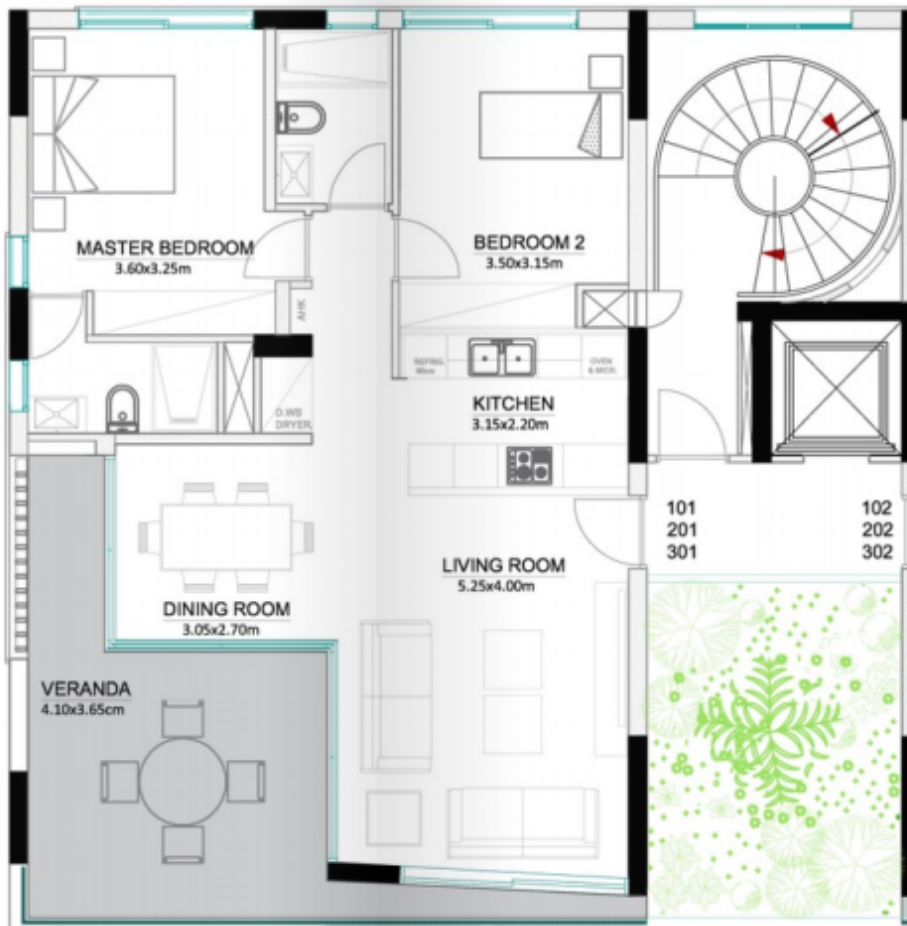 MASTER BEDROOM
3.60x3.25m
BEDROOM 2
3.50x3.15m
AHK
REFRIG.
60cm
OVEN
& MICR.
KITCHEN
3.15x2.20m
D.WS
DRYER
101
201
301
102
202
302
LIVING ROOM
5.25x4.00m
DINING ROOM
3.05x2.70m
VERANDA
4.10x3.65cm